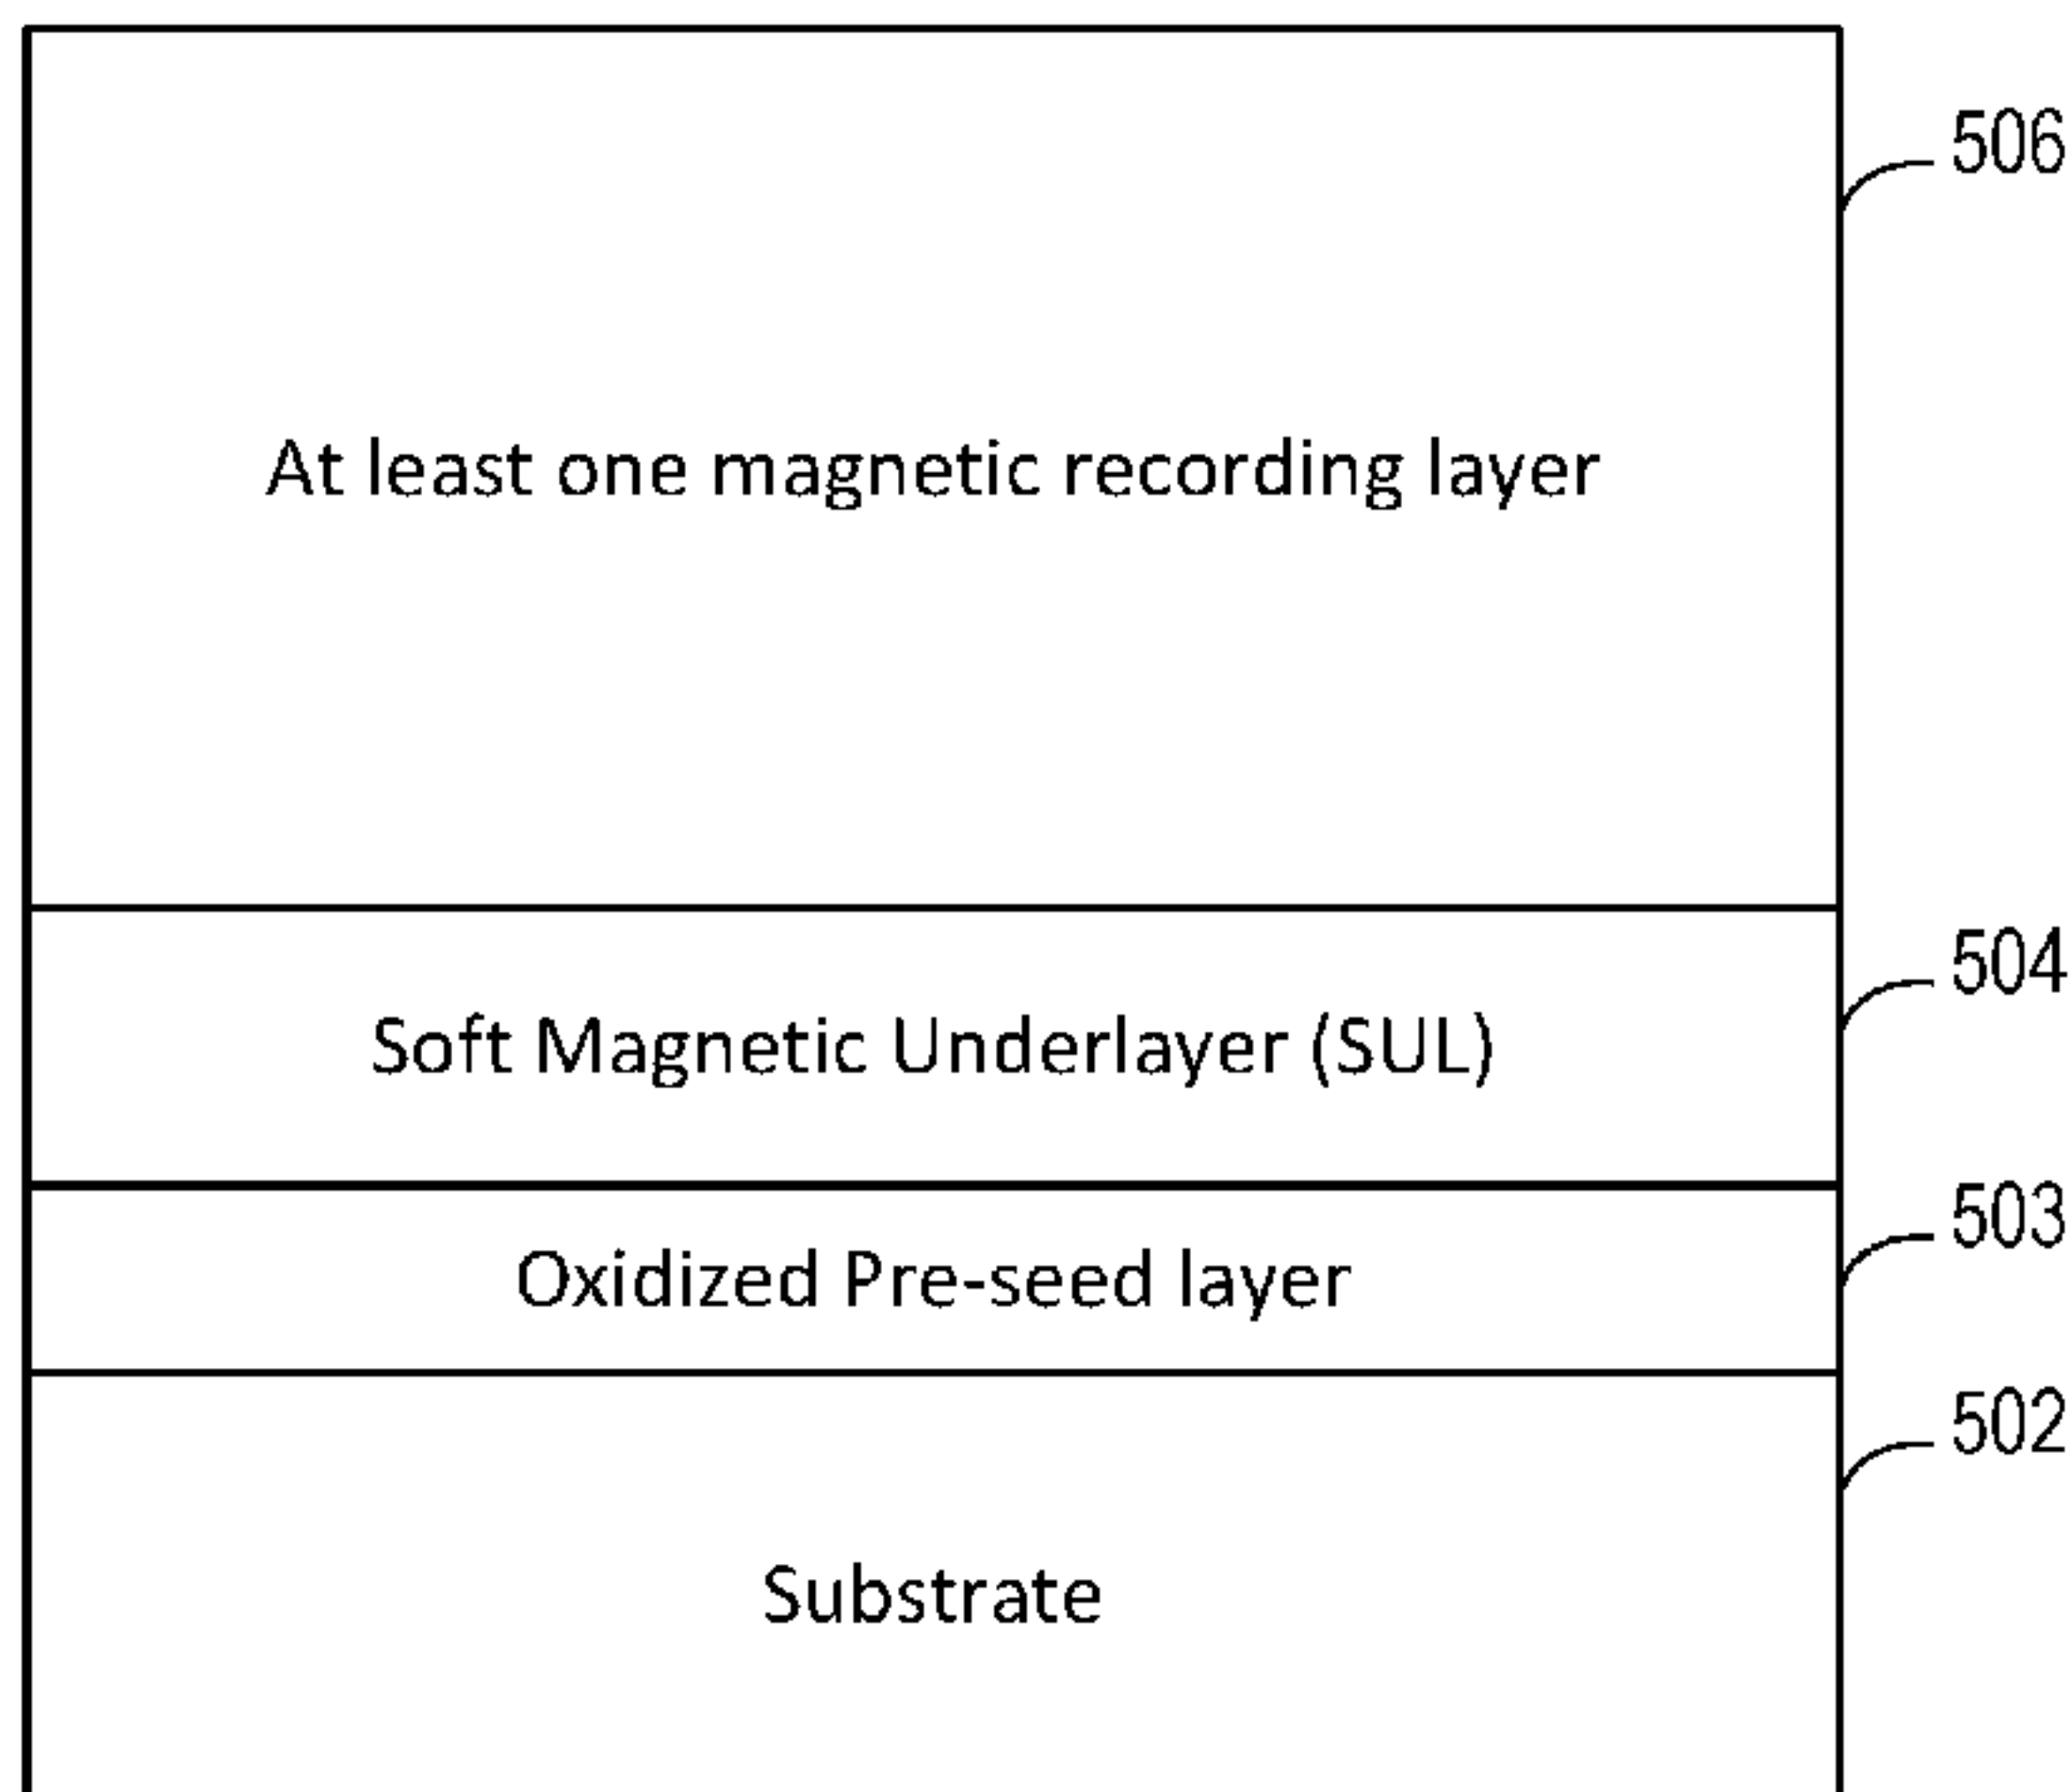 506
At least one magnetic recording layer
504
Soft Magnetic Underlayer (SUL)
503
Oxidized Pre-seed layer
502
Substrate